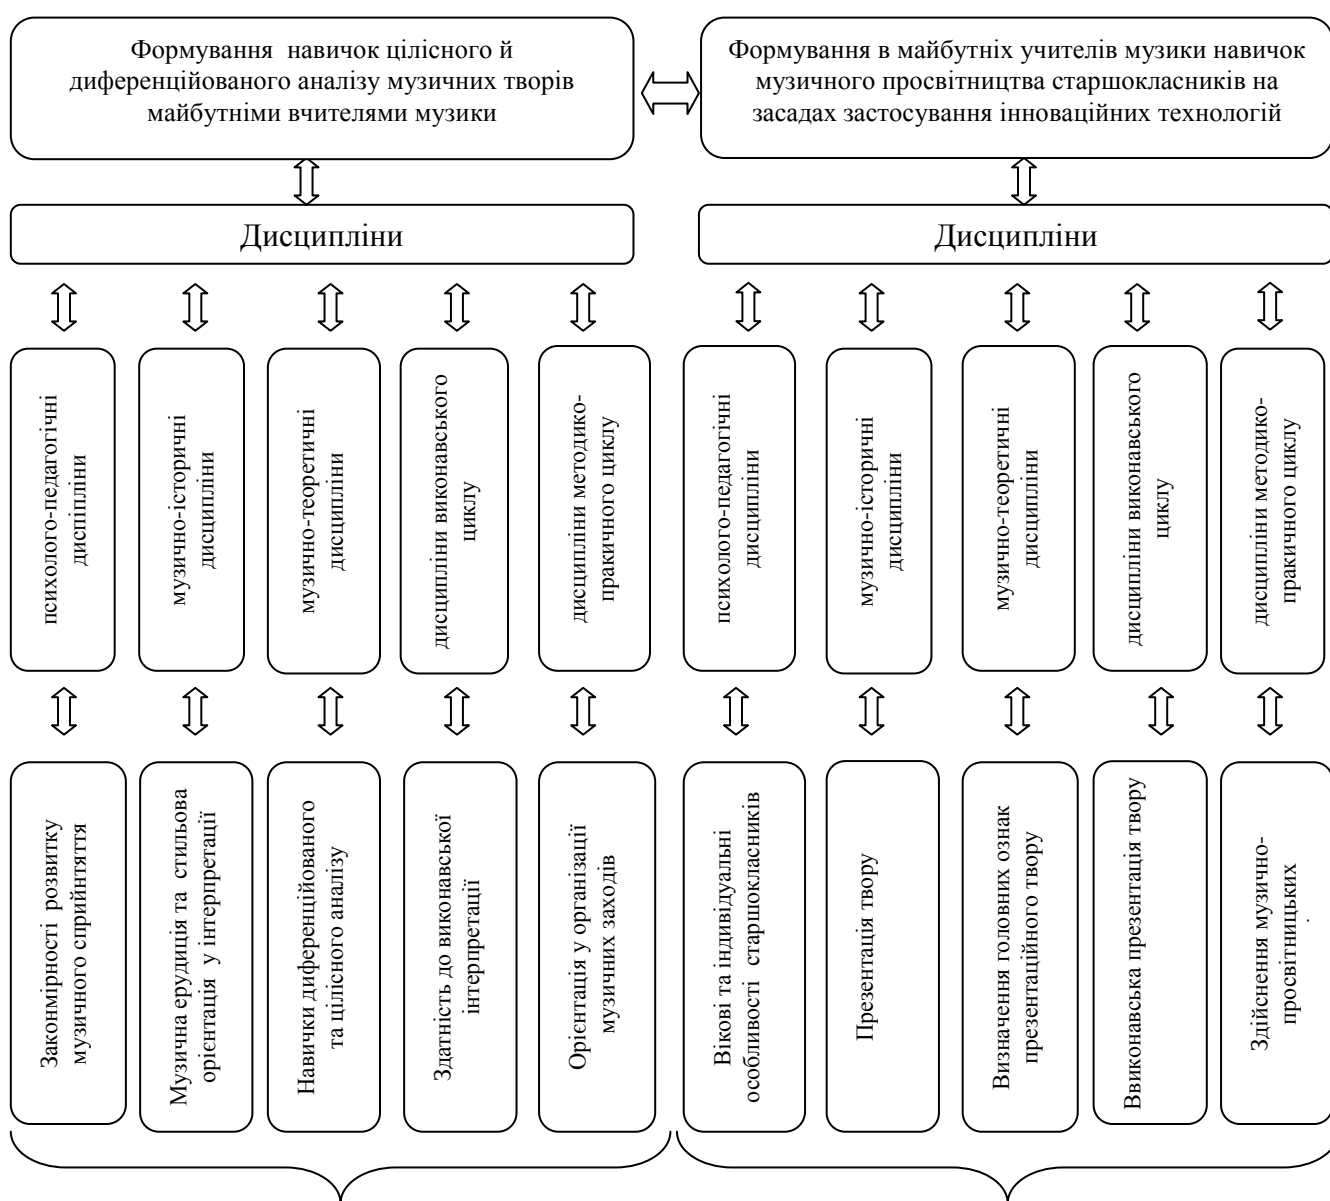 Формування навичок цілісного й
диференційованого аналізу музичних творів
майбутніми вчителями музики
Формування в майбутніх учителів музики навичок
музичного просвітництва старшокласників на
засадах застосування інноваційних технологій
Дисципліни
Дисципліни
психолого-педагогічні
диспіпліни
музично-історичні
дисципліни
музично-теоретичні
дисципліни
дисципліни виконавського
циклу
дисципліни методико-
пракичного циклу
психолого-педагогічні
дисципліни
музично-історичні
дисципліни
музично-теоретичні
дисципліни
дисципліни виконавського
циклу
дисципліни методико-
пракичного циклу
Закономірності розвитку
музичного сприйнтяття
Музична ерудиція та стильова
орієнтація у інтерпретації
Навички диференційованого
та цілісного аналізу
Здатність до виконавської
інтерпретації
Орієнтація у організації
музичних заходів
Вікові та індивідуальні
особливості старшокласників
Презентація твору
Визначення головних ознак
презентаційного твору
Ввиконавська презентація твору
Здійснення музично-
просвітницьких